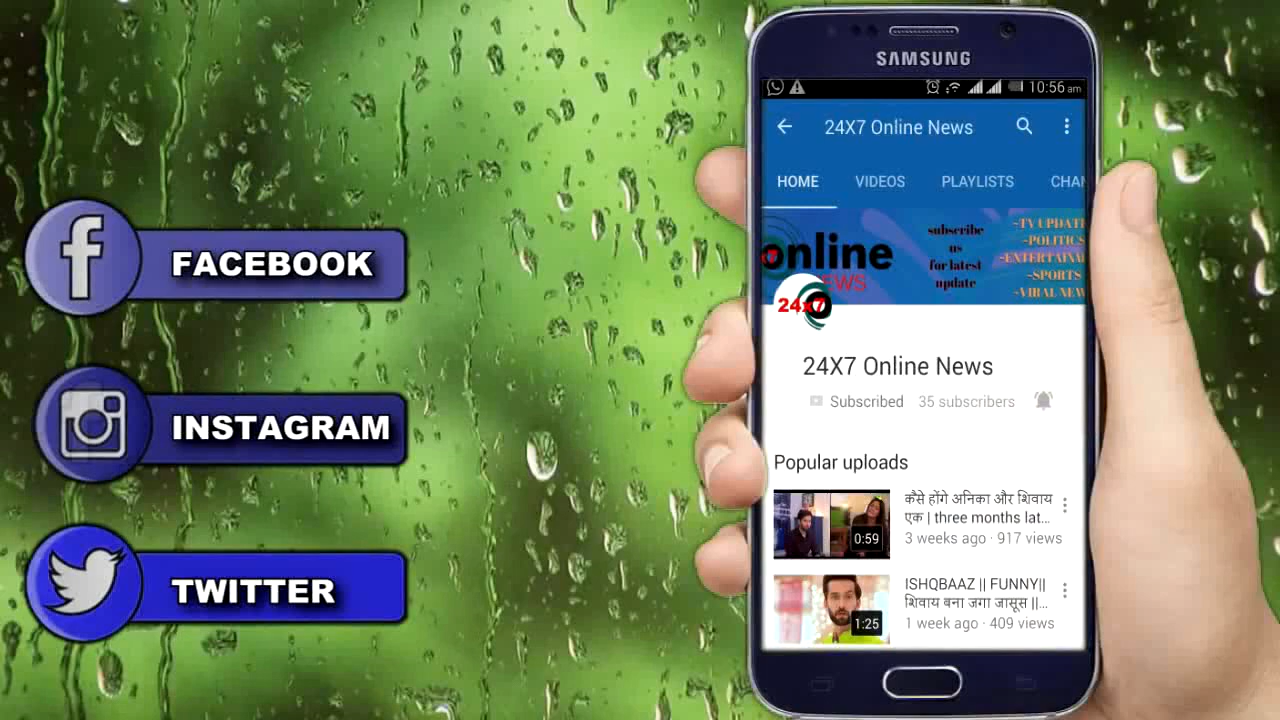 FACEBOOK
INSTAGRAM
TWITTER
SAMSUNG
10:56 am
24X7 Online News
HOME VIDEOS PLAYLISTS CHAN
online
NEWS
subscribe
us
for latest
update
~TV UPDATE
~POLITICS
~ENTERTAINM
~SPORTS
~VIRAL NEW
24x7
24X7 Online News
Subscribed 35 subscribers
Popular uploads
कैसे होंगे अनिका और शिवाय
एक | three months lat...
3 weeks ago · 917 views
0:59
ISHQBAAZ || FUNNY||
शिवाय बना जगा जासूस ||...
1 week ago · 409 views
1:25